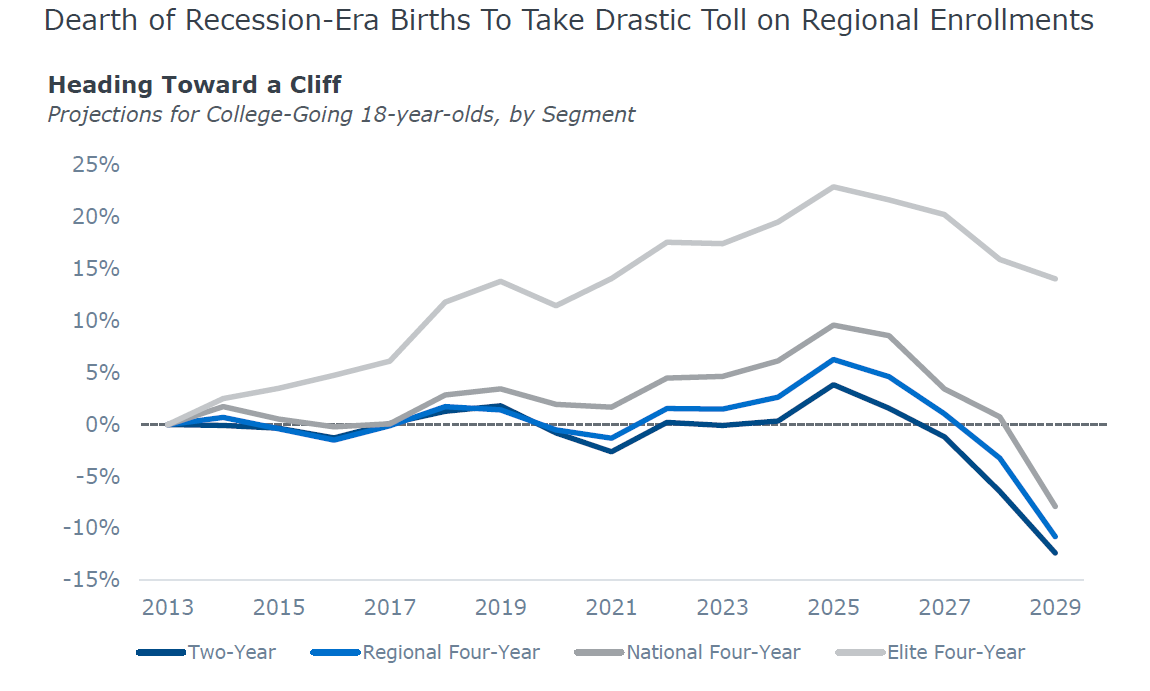 Dearth of Recession-Era Births To Take Drastic Toll on Regional Enrollments
Heading Toward a Cliff
Projections for College-Going 18-year-olds, by Segment
25%
20%
15%
10%
5%
0%
-5%
-10%
-15%
2013 2015 2017 2019 2021 2023 2025 2027 2029
Two-Year Regional Four-Year National Four-Year Elite Four-Year